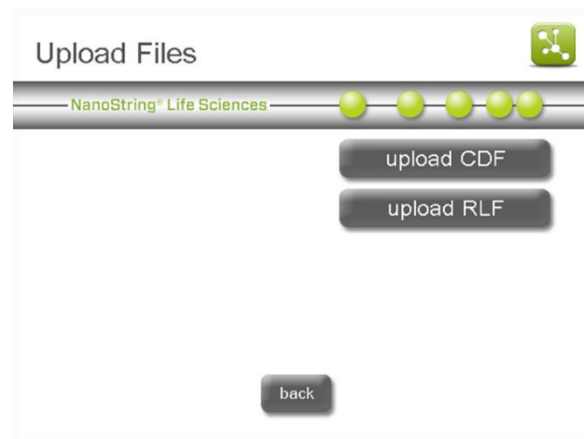 Upload Files
NanoString® Life Sciences
upload CDF
upload RLF
back